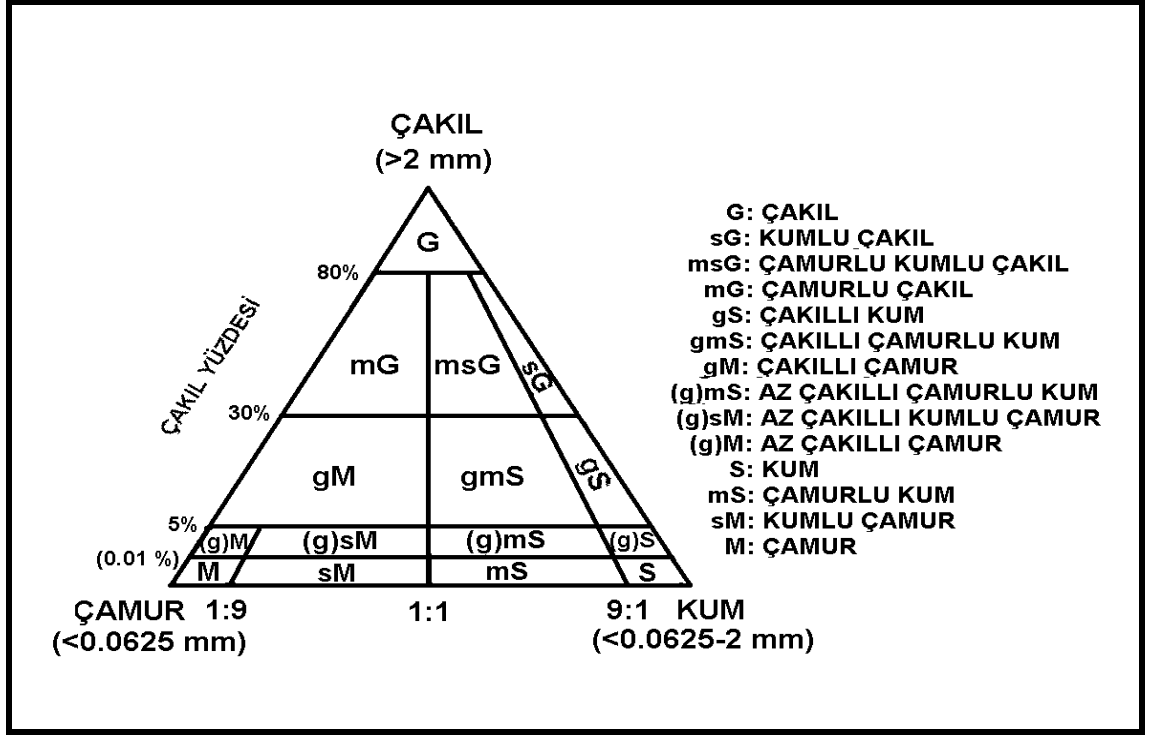 ÇAKIL
(>2 mm)
G
80%
mG
msG
sG
ÇAKIL YÜZDESİ
30%
gM
gmS
gS
5%
(g)M
(g)sM
(g)mS
(g)S
(0.01 %)
M
sM
mS
S
ÇAMUR 1:9
1:1
9:1 KUM
(<0.0625 mm)
(<0.0625-2 mm)
G: ÇAKIL
sG: KUMLU ÇAKIL
msG: ÇAMURLU KUMLU ÇAKIL
mG: ÇAMURLU ÇAKIL
gS: ÇAKILLI KUM
gmS: ÇAKILLI ÇAMURLU KUM
gM: ÇAKILLI ÇAMUR
(g)mS: AZ ÇAKILLI ÇAMURLU KUM
(g)sM: AZ ÇAKILLI KUMLU ÇAMUR
(g)M: AZ ÇAKILLI ÇAMUR
S: KUM
mS: ÇAMURLU KUM
sM: KUMLU ÇAMUR
M: ÇAMUR